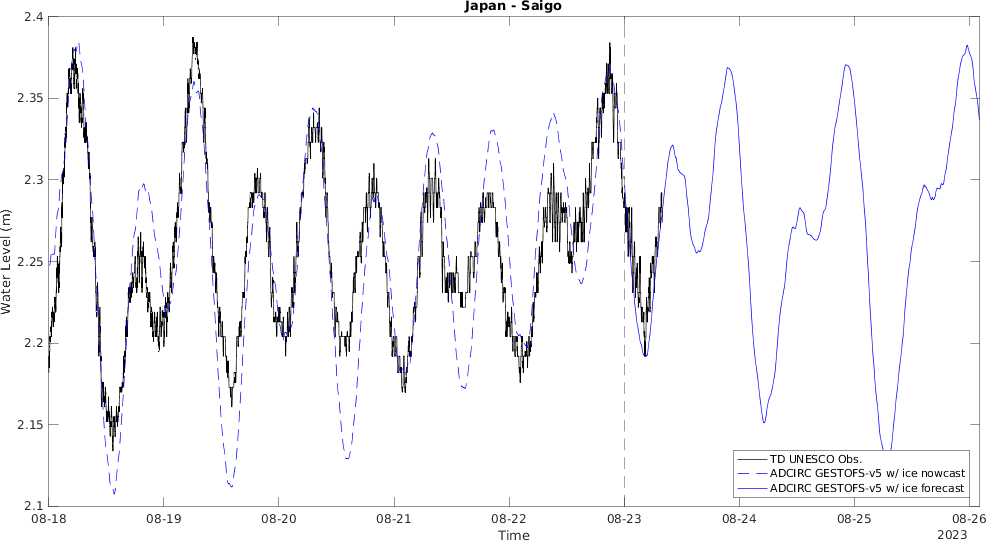 Japan - Saigo
2.4
2.35
2.3
2.25
2.2
2.15
2.1
Water Level (m)
TD UNESCO Obs.
ADCIRC GESTOFS-v5 w/ ice nowcast
ADCIRC GESTOFS-v5 w/ ice forecast
08-18 08-19 08-20 08-21 08-22 08-23 08-24 08-25 08-26
Time
2023